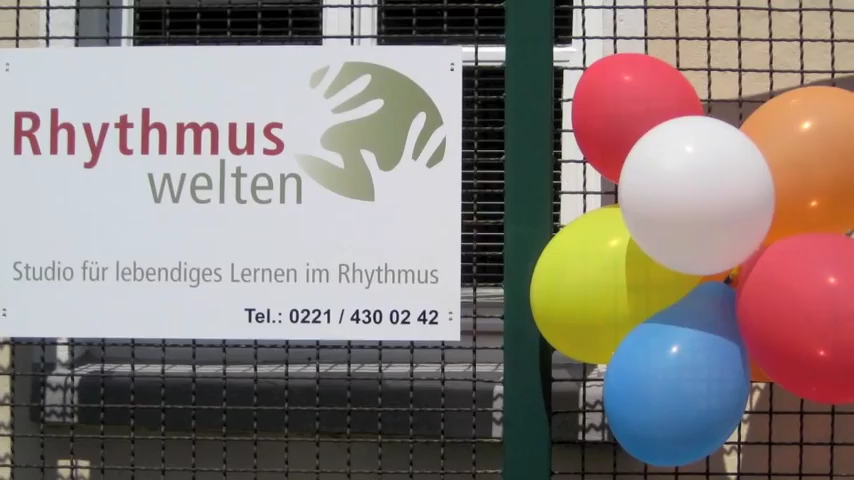 Rhythmus
welten
Studio für lebendiges Lernen im Rhythmus
Tel.: 0221 / 430 02 42